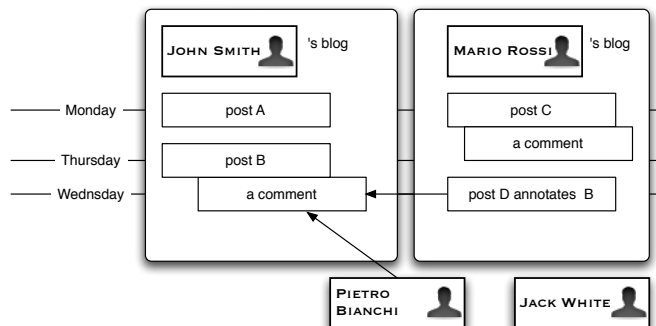 JOHN SMITH 's blog
MARIO ROSSI 's blog
Monday
post A
post C
a comment
Thursday
post B
Wednsday
a comment
post D annotates B
PIETRO
BIANCHI
JACK WHITE